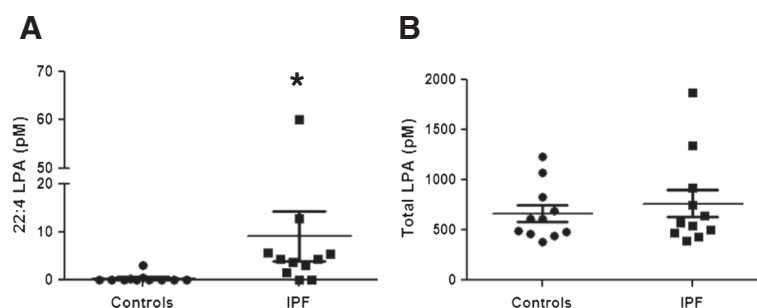 A
B
22:4 LPA (pM)
70
60
50
20
10
0
*
Controls
IPF
Total LPA (pM)
2000
1500
1000
500
0
Controls
IPF